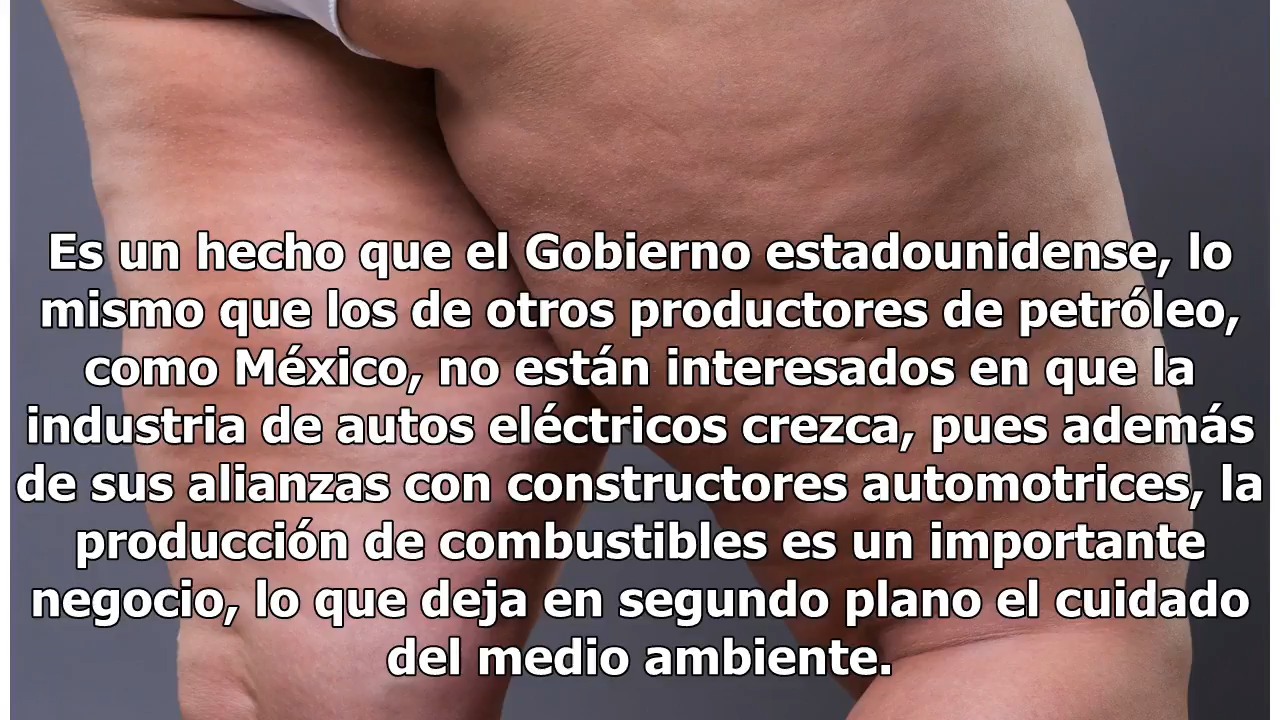 Es un hecho que el Gobierno estadounidense, lo
mismo que los de otros productores de petróleo,
como México, no están interesados en que la
industria de autos eléctricos crezca, pues además
de sus alianzas con constructores automotrices, la
producción de combustibles es un importante
negocio, lo que deja en segundo plano el cuidado
del medio ambiente.